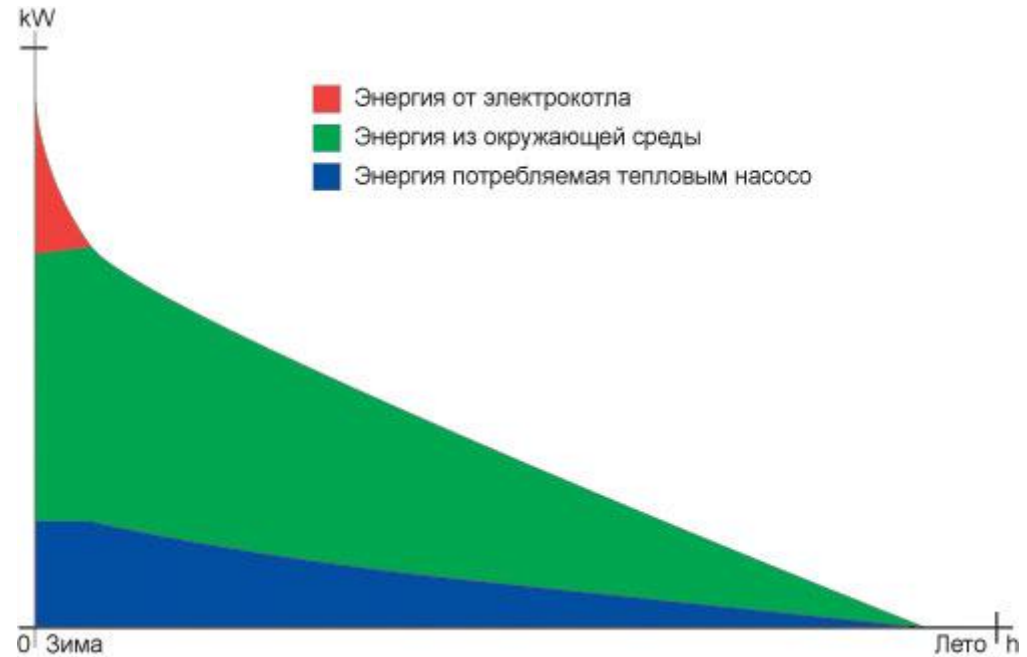 kW
Энергия от электрокотла
Энергия из окружающей среды
Энергия потребляемая тепловым насосо
0 Зима Лето h